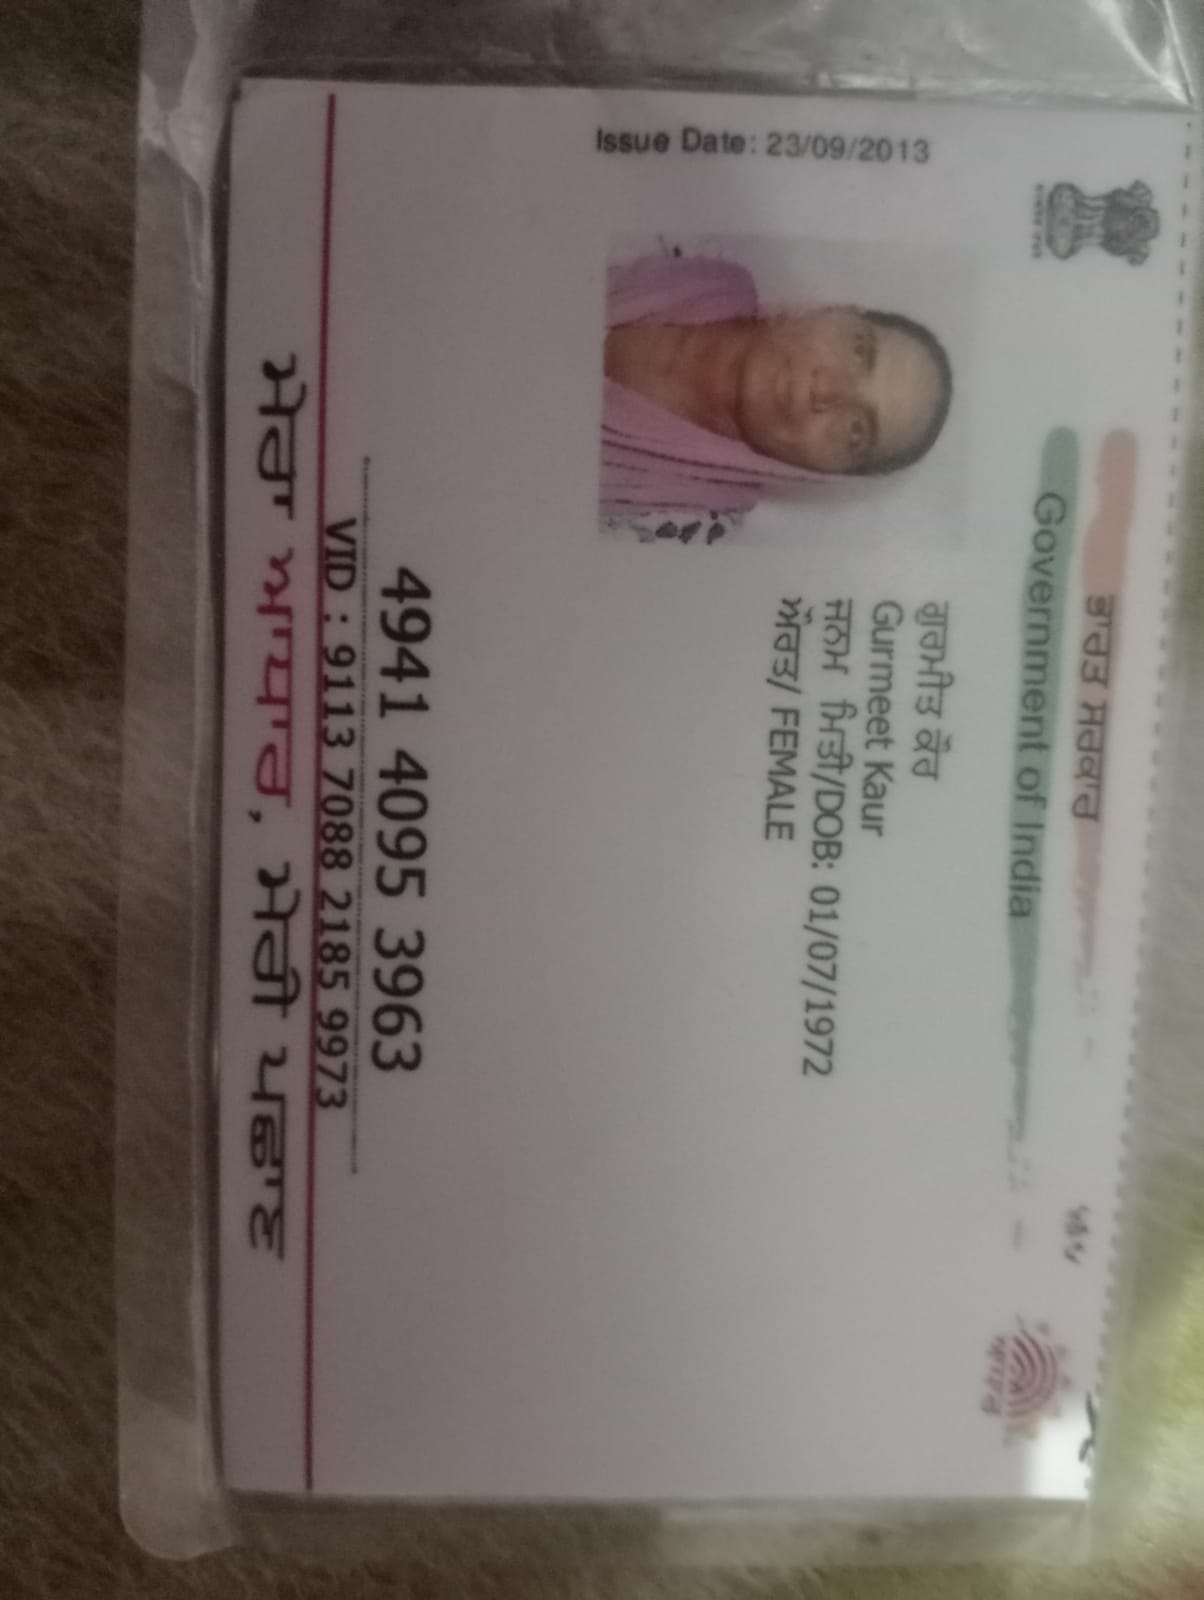 ਭਾਰਤ ਸਰਕਾਰ
Government of India
Issue Date: 23/09/2013
ਗੁਰਮੀਤ ਕੌਰ
Gurmeet Kaur
ਜਨਮ ਮਿਤੀ/DOB: 01/07/1972
ਔਰਤ/ FEMALE
4941 4095 3963
VID : 9113 7088 2185 9973
ਮੇਰਾ ਆਧਾਰ, ਮੇਰੀ ਪਛਾਣ